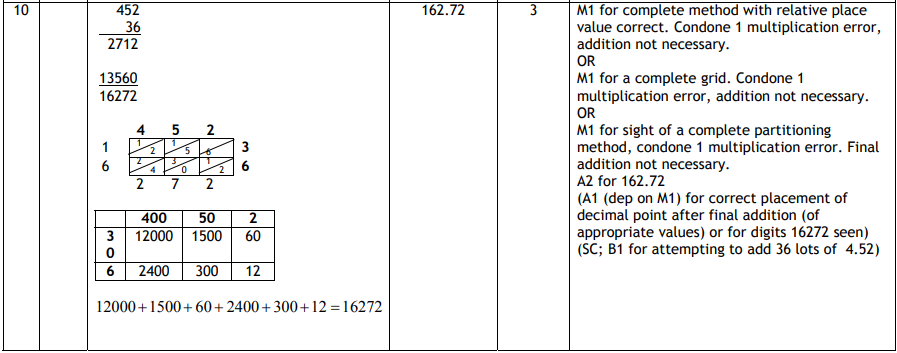 10
452
36
2712
13560
16272
4 5 2
1 1 2 1 5 6 3
6 2 4 3 0 1 2 6
2 7 2
400 50 2
3 12000 1500 60
0
6 2400 300 12
12000+1500+60+2400+300+12=16272
162.72
3
M1 for complete method with relative place
value correct. Condone 1 multiplication error,
addition not necessary.
OR
M1 for a complete grid. Condone 1
multiplication error, addition not necessary.
OR
M1 for sight of a complete partitioning
method, condone 1 multiplication error. Final
addition not necessary.
A2 for 162.72
(A1 (dep on M1) for correct placement of
decimal point after final addition (of
appropriate values) or for digits 16272 seen)
(SC; B1 for attempting to add 36 lots of 4.52)